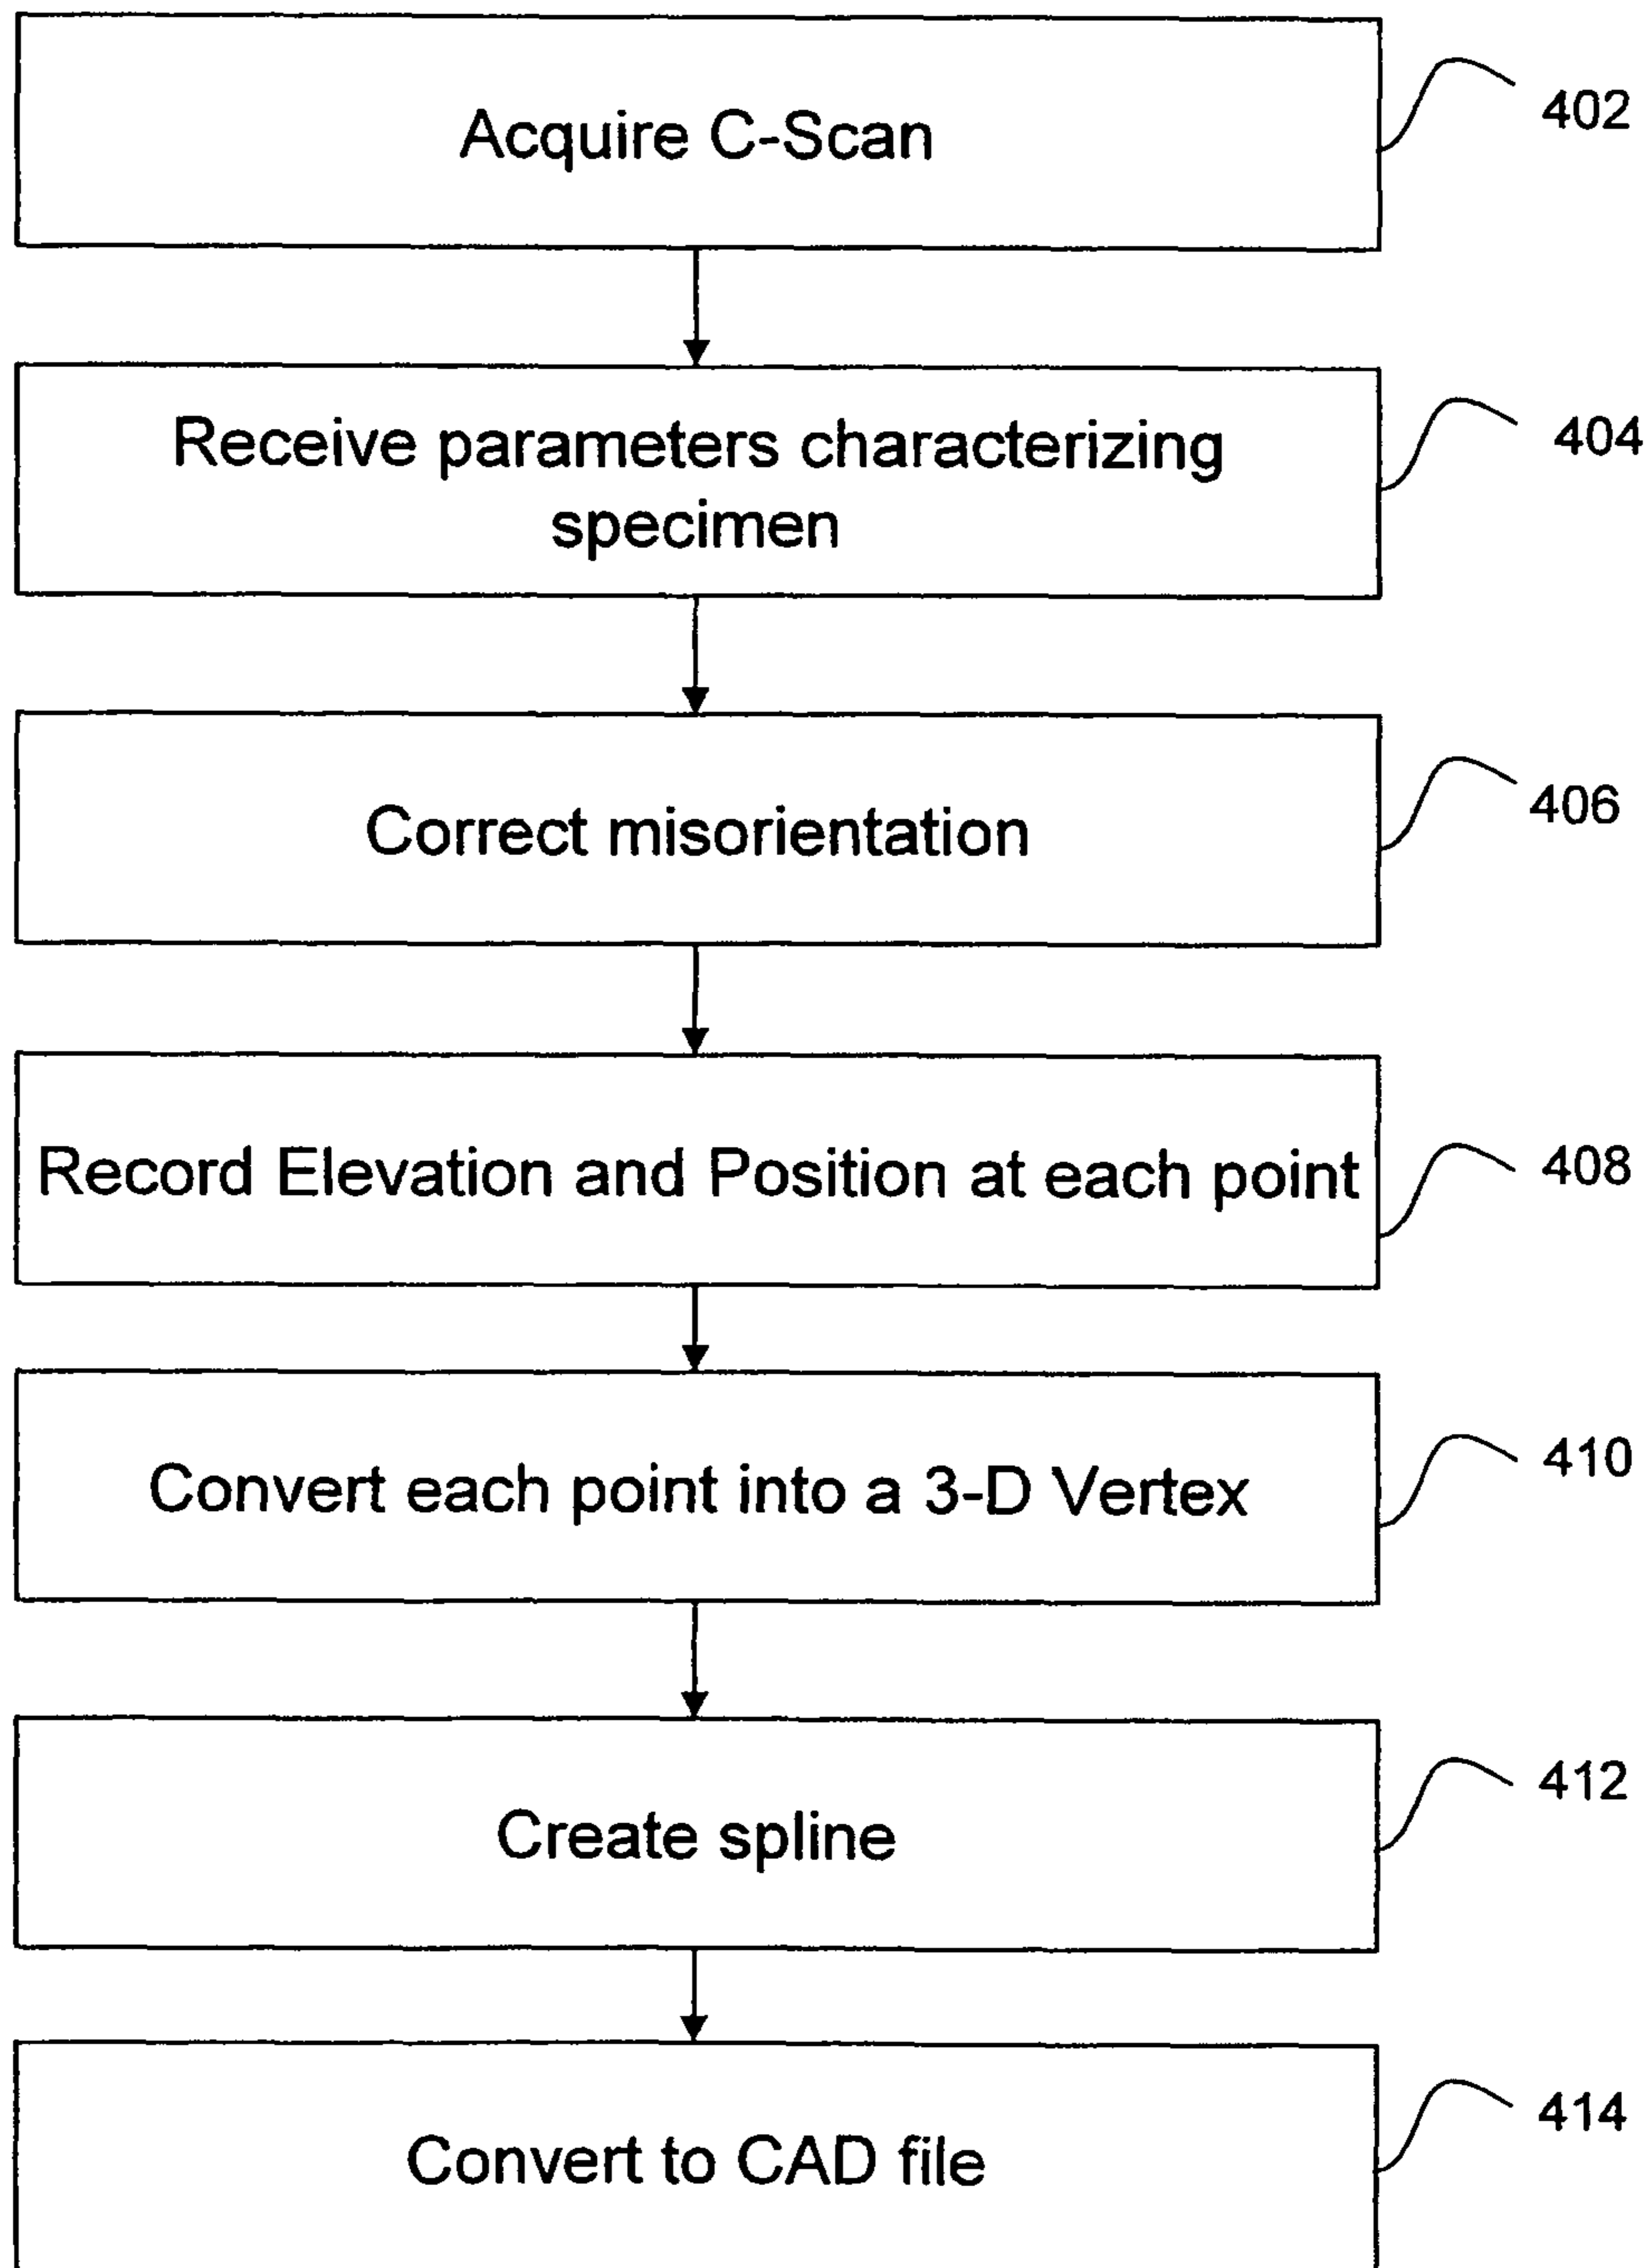 Acquire C-Scan
402
Receive parameters characterizing
specimen
404
Correct misorientation
406
Record Elevation and Position at each point
408
Convert each point into a 3-D Vertex
410
Create spline
412
Convert to CAD file
414